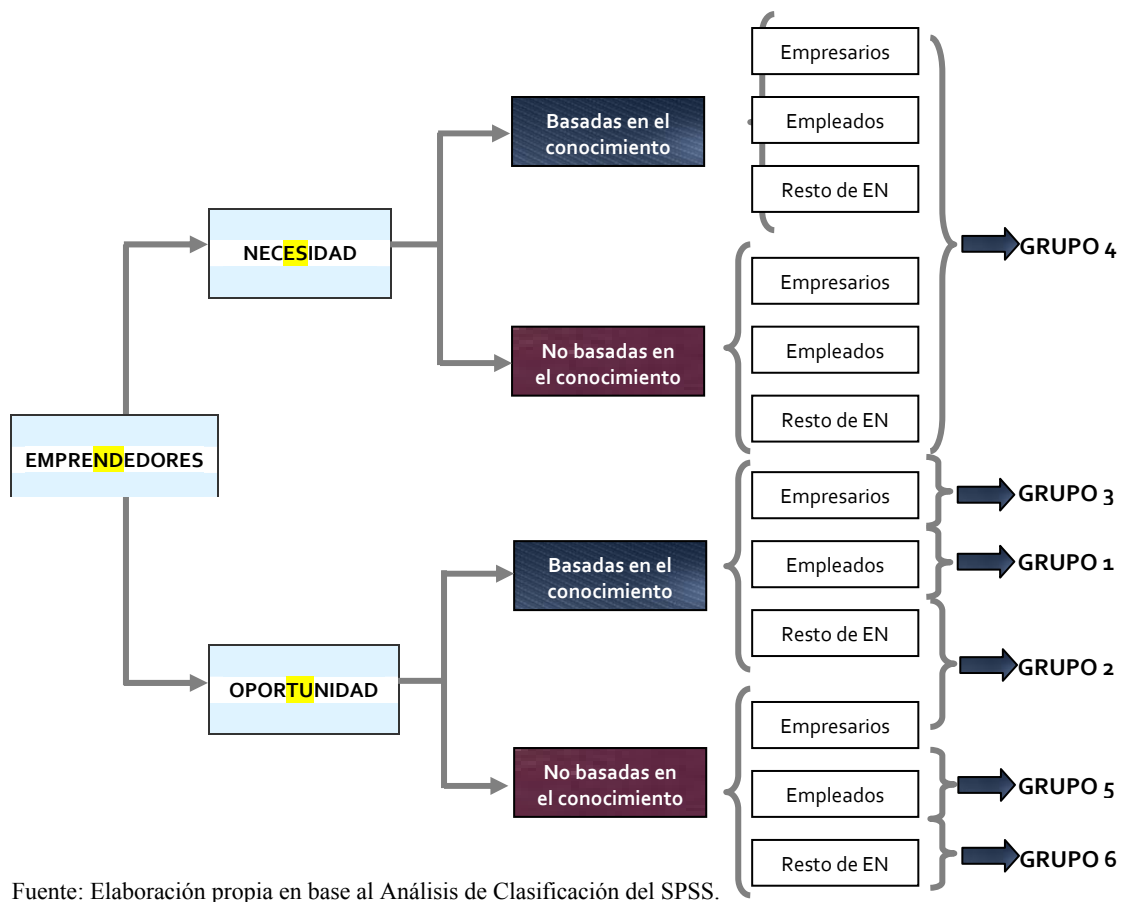 Empresarios
Basadas en el
conocimiento
Empleados
Resto de EN
NECESIDAD
GRUPO 4
Empresarios
No basadas en
el conocimiento
Empleados
Resto de EN
EMPRENDEDORES
Empresarios
GRUPO 3
Basadas en el
conocimiento
Empleados
GRUPO 1
Resto de EN
OPORTUNIDAD
GRUPO 2
Empresarios
No basadas en
el conocimiento
Empleados
GRUPO 5
Resto de EN
GRUPO 6
Fuente: Elaboración propia en base al Análisis de Clasificación del SPSS.